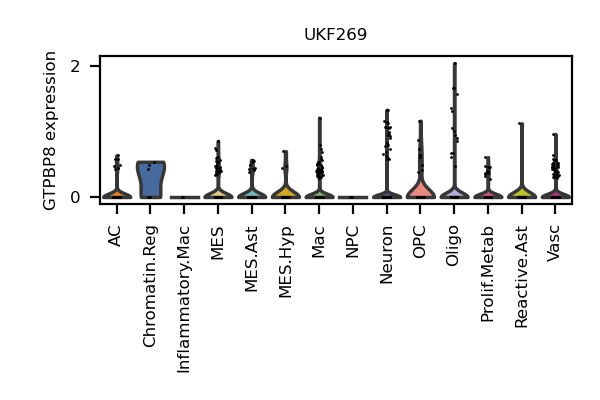 UKF269
GTPBP8 expression
2
0
AC
Chromatin.Reg
Inflammatory.Mac
MES
MES.Ast
MES.Hyp
Mac
NPC
Neuron
OPC
Oligo
Prolif.Metab
Reactive.Ast
Vasc